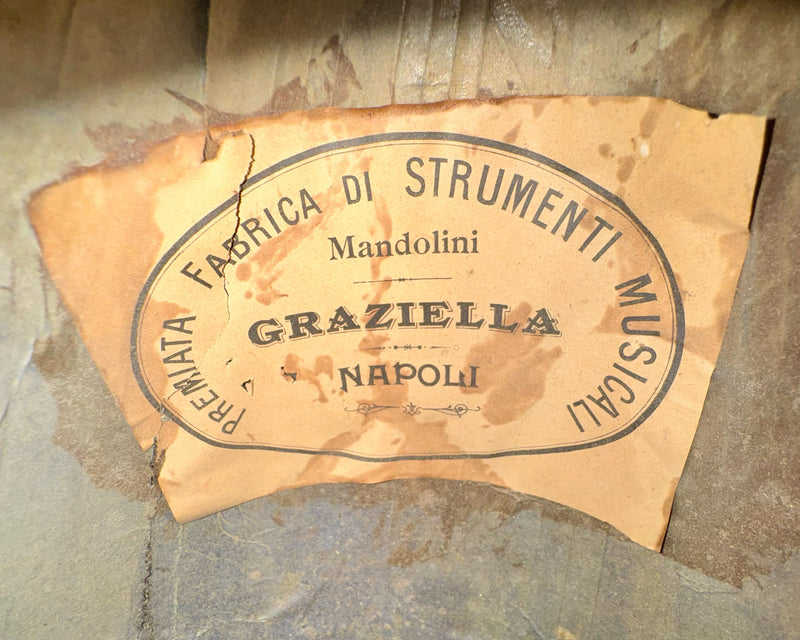 PREMIATA FABRICA DI STRUMENTI MUSICALI
Mandolini
GRAZIELLA
NAPOLI